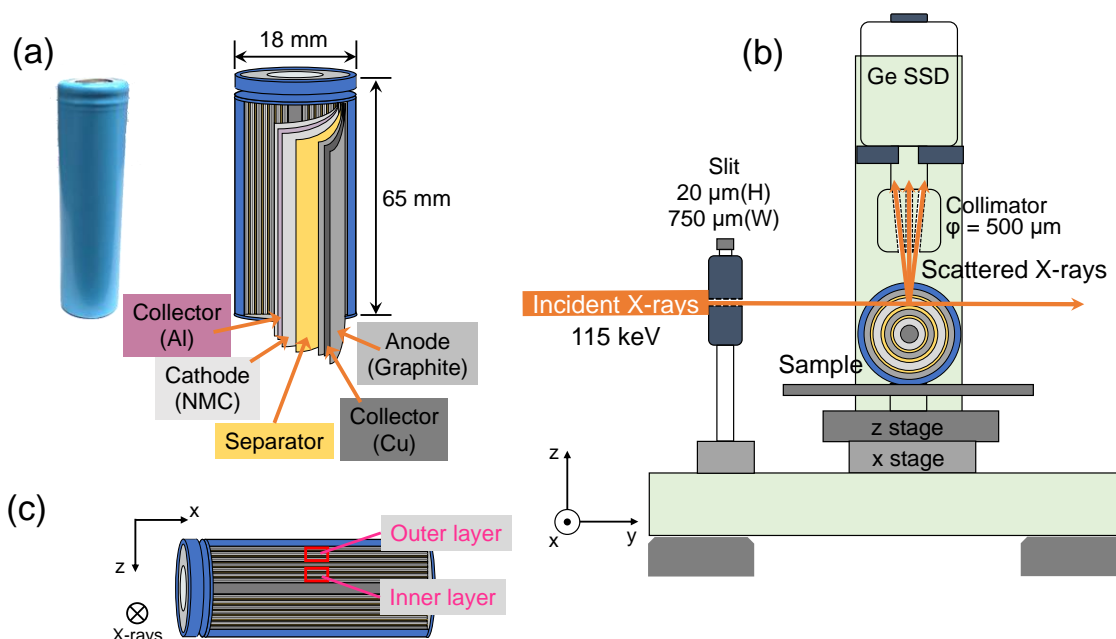 (a)
18 mm
65 mm
Collector
(Al)
Cathode
(NMC)
Separator
Anode
(Graphite)
Collector
(Cu)
(b)
Ge SSD
Slit
20 μm(H)
750 μm(W)
Collimator
φ = 500 μm
Scattered X-rays
Incident X-rays
115 keV
Sample
z stage
x stage
z
x
y
(c)
x
z
X-rays
Outer layer
Inner layer